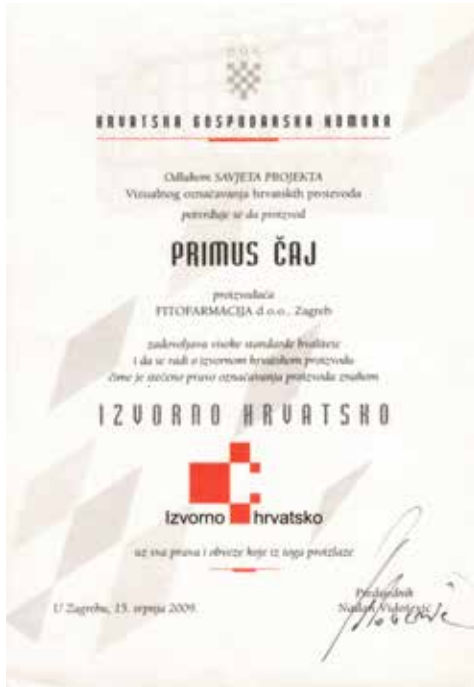 HRVATSKA GOSPODARSKA KOMORA
Odlukom SAVJETA PROJEKTA
Vizualnog označavanja hrvatskih proizvoda
potvrđuje se da proizvod
PRIMUS ČAJ
proizvođača
FITOFARMACIJA d.o.o., Zagreb
zadovoljava visoke standarde kvalitete
i da se radi o izvornom hrvatskom proizvodu
čime je stečeno pravo označavanja proizvoda znakom
IZVORNO HRVATSKO
Izvorno hrvatsko
uz sva prava i obveze koje iz toga proizlaze
Predsjednik
U Zagrebu, 15. srpnja 2009.
Nadan Vidošević